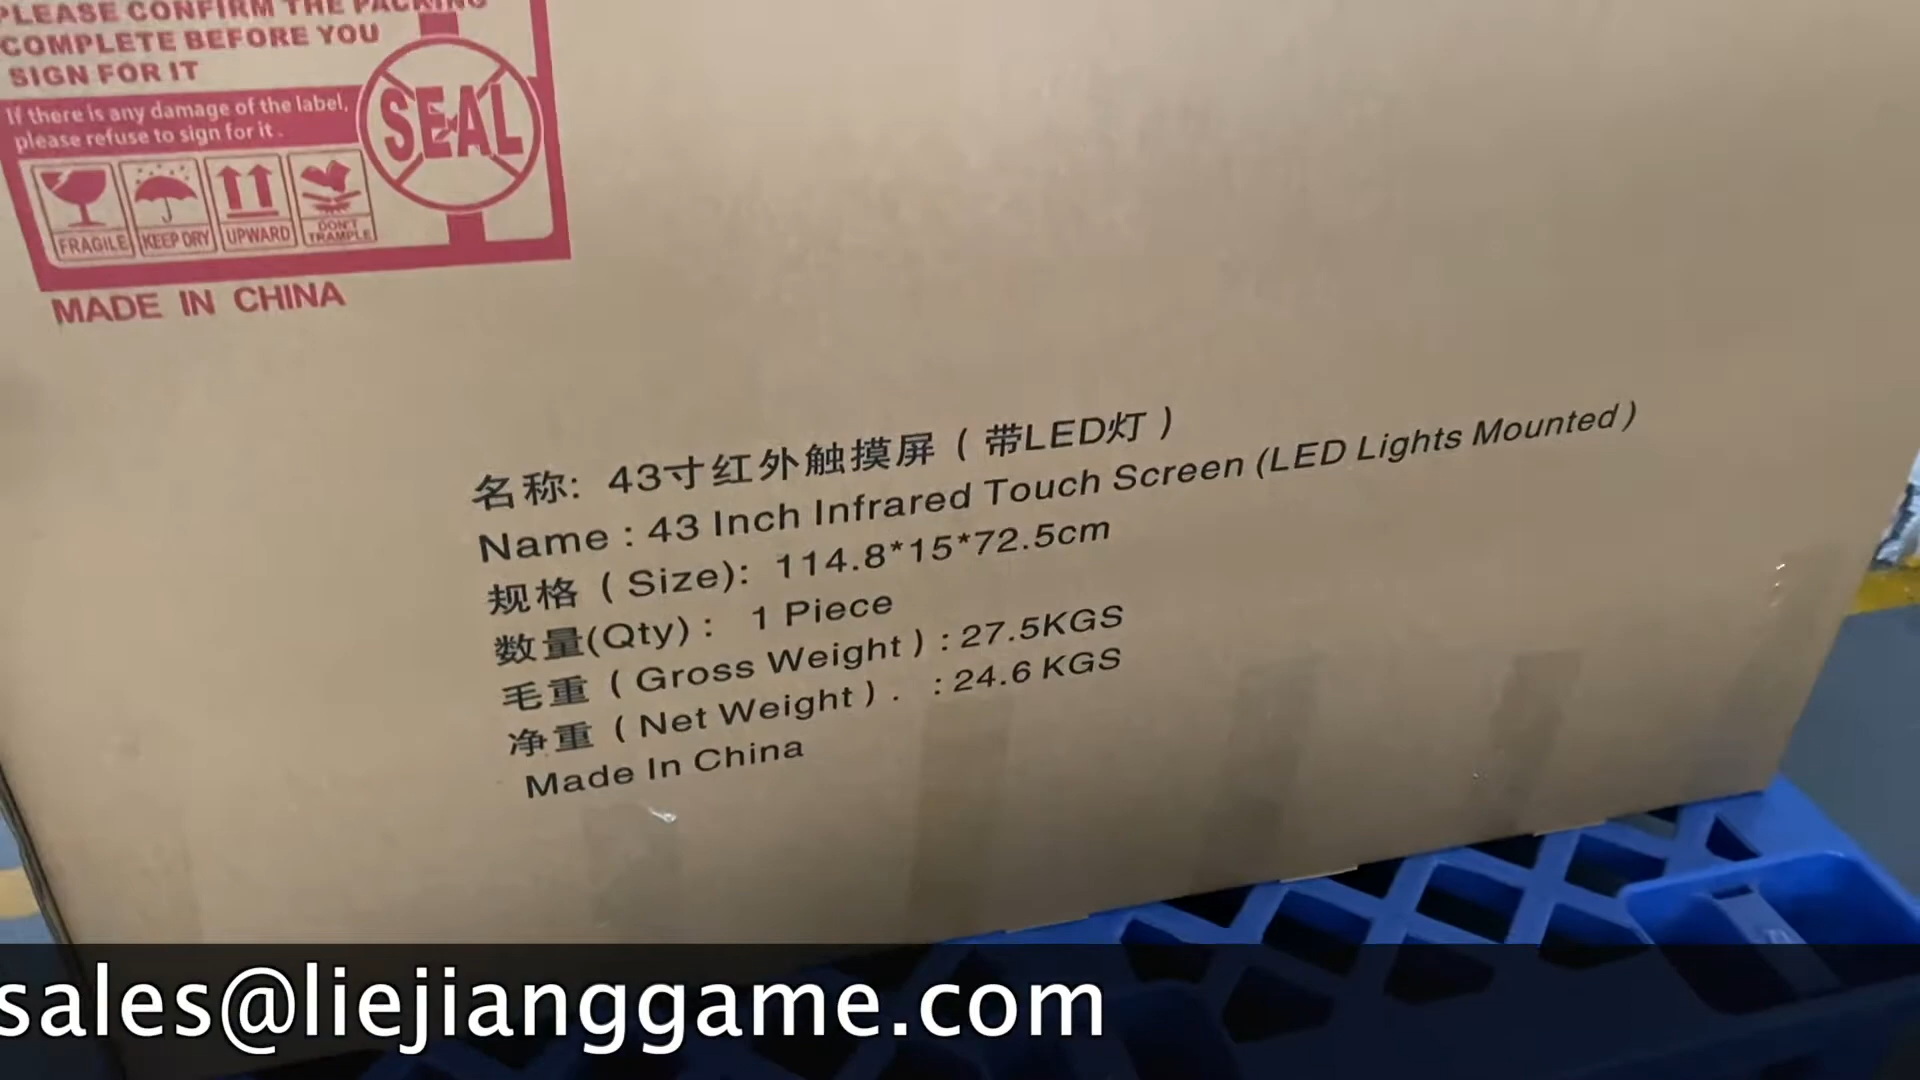 PLEASE CONFIRM THE PACKING
COMPLETE BEFORE YOU
SIGN FOR IT
If there is any damage of the label,
please refuse to sign for it .
SEAL
FRAGILE
KEEP DRY
UPWARD
DON'T
TRAMPLE
MADE IN CHINA
名称: 43寸红外触摸屏 ( 带LED灯 )
Name : 43 Inch Infrared Touch Screen (LED Lights Mounted )
规格 ( Size): 114.8*15*72.5cm
数量(Qty) : 1 Piece
毛重 ( Gross Weight ) : 27.5KGS
净重 ( Net Weight ) . : 24.6 KGS
Made In China
sales@liejianggame.com